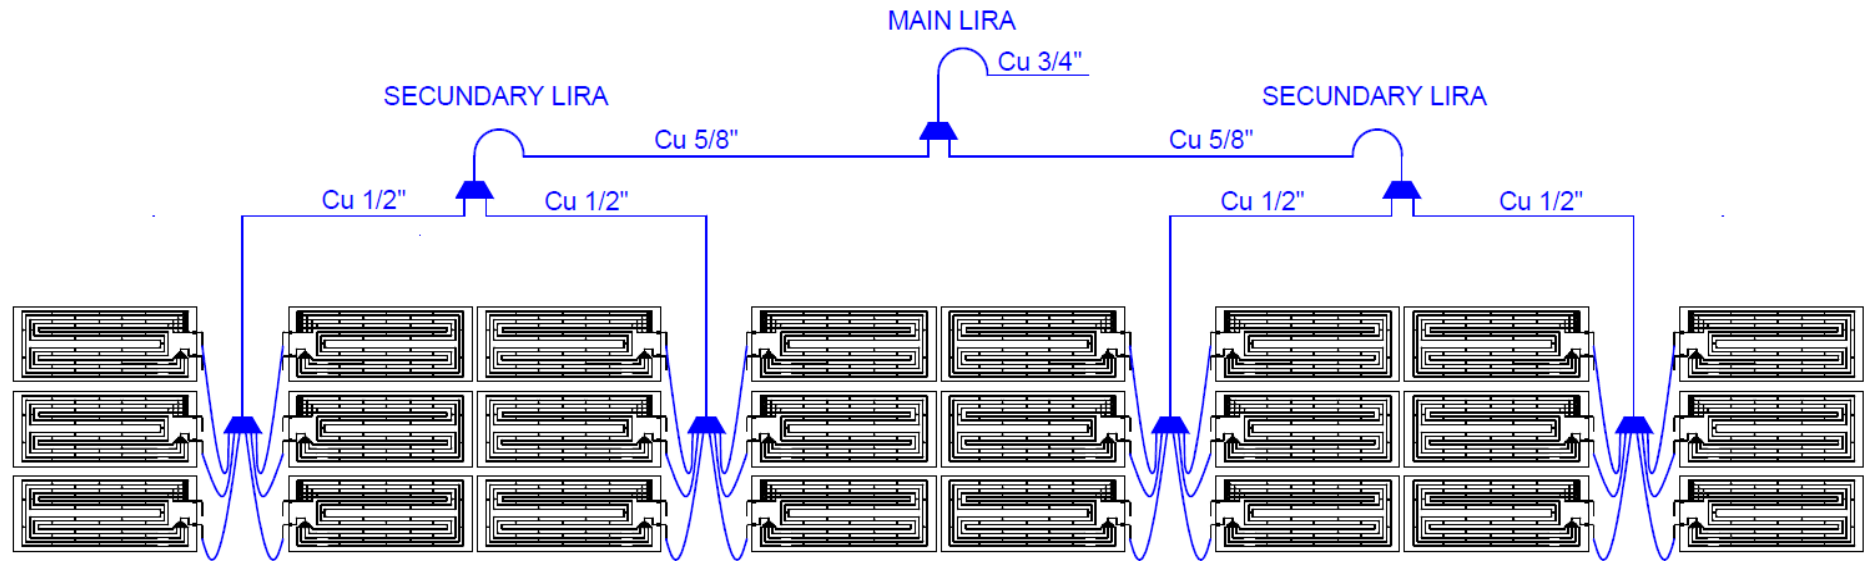 MAIN LIRA
Cu 3/4"
SECUNDARY LIRA
SECUNDARY LIRA
Cu 5/8"
Cu 5/8"
Cu 1/2"
Cu 1/2"
Cu 1/2"
Cu 1/2"